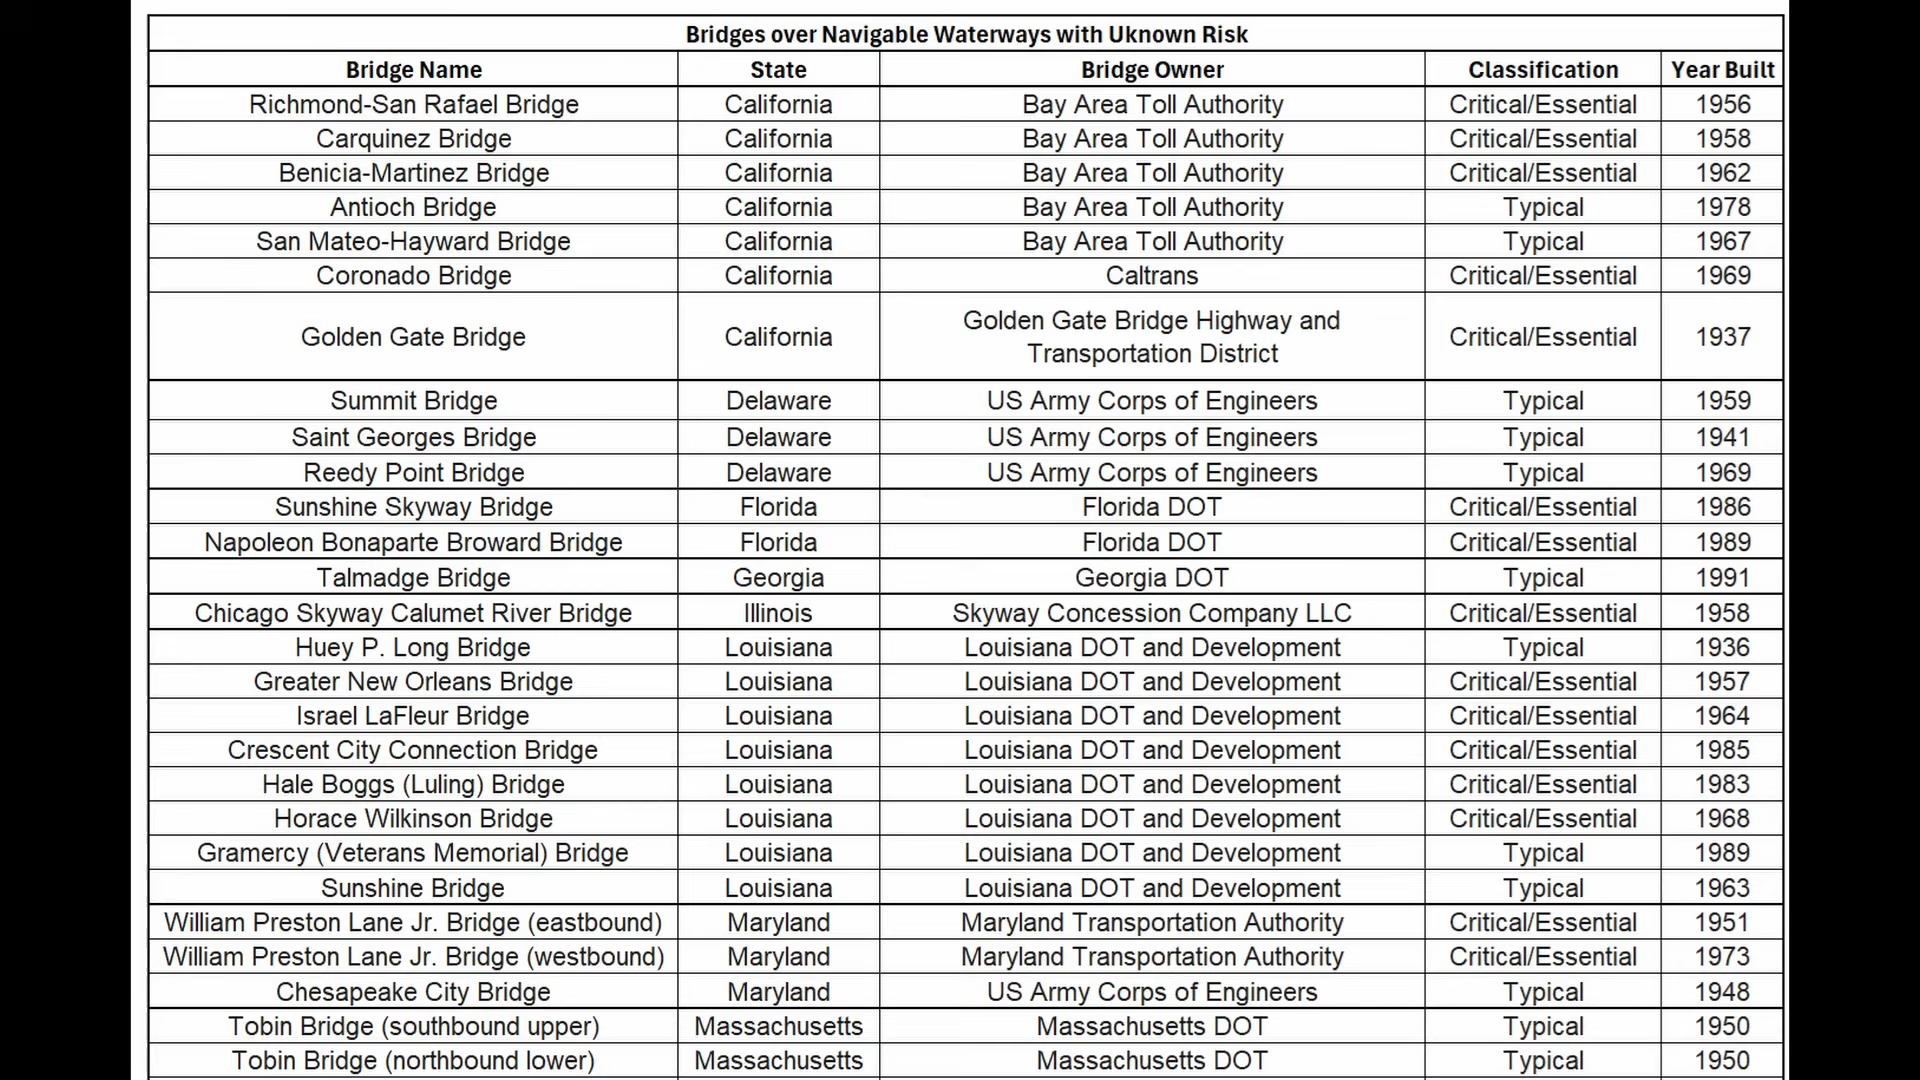 Bridges over Navigable Waterways with Uknown Risk
Bridge Name State Bridge Owner Classification Year Built
Richmond-San Rafael Bridge California Bay Area Toll Authority Critical/Essential 1956
Carquinez Bridge California Bay Area Toll Authority Critical/Essential 1958
Benicia-Martinez Bridge California Bay Area Toll Authority Critical/Essential 1962
Antioch Bridge California Bay Area Toll Authority Typical 1978
San Mateo-Hayward Bridge California Bay Area Toll Authority Typical 1967
Coronado Bridge California Caltrans Critical/Essential 1969
Golden Gate Bridge California Golden Gate Bridge Highway and
Transportation District Critical/Essential 1937
Summit Bridge Delaware US Army Corps of Engineers Typical 1959
Saint Georges Bridge Delaware US Army Corps of Engineers Typical 1941
Reedy Point Bridge Delaware US Army Corps of Engineers Typical 1969
Sunshine Skyway Bridge Florida Florida DOT Critical/Essential 1986
Napoleon Bonaparte Broward Bridge Florida Florida DOT Critical/Essential 1989
Talmadge Bridge Georgia Georgia DOT Typical 1991
Chicago Skyway Calumet River Bridge Illinois Skyway Concession Company LLC Critical/Essential 1958
Huey P. Long Bridge Louisiana Louisiana DOT and Development Typical 1936
Greater New Orleans Bridge Louisiana Louisiana DOT and Development Critical/Essential 1957
Israel LaFleur Bridge Louisiana Louisiana DOT and Development Critical/Essential 1964
Crescent City Connection Bridge Louisiana Louisiana DOT and Development Critical/Essential 1985
Hale Boggs (Luling) Bridge Louisiana Louisiana DOT and Development Critical/Essential 1983
Horace Wilkinson Bridge Louisiana Louisiana DOT and Development Critical/Essential 1968
Gramercy (Veterans Memorial) Bridge Louisiana Louisiana DOT and Development Typical 1989
Sunshine Bridge Louisiana Louisiana DOT and Development Typical 1963
William Preston Lane Jr. Bridge (eastbound) Maryland Maryland Transportation Authority Critical/Essential 1951
William Preston Lane Jr. Bridge (westbound) Maryland Maryland Transportation Authority Critical/Essential 1973
Chesapeake City Bridge Maryland US Army Corps of Engineers Typical 1948
Tobin Bridge (southbound upper) Massachusetts Massachusetts DOT Typical 1950
Tobin Bridge (northbound lower) Massachusetts Massachusetts DOT Typical 1950